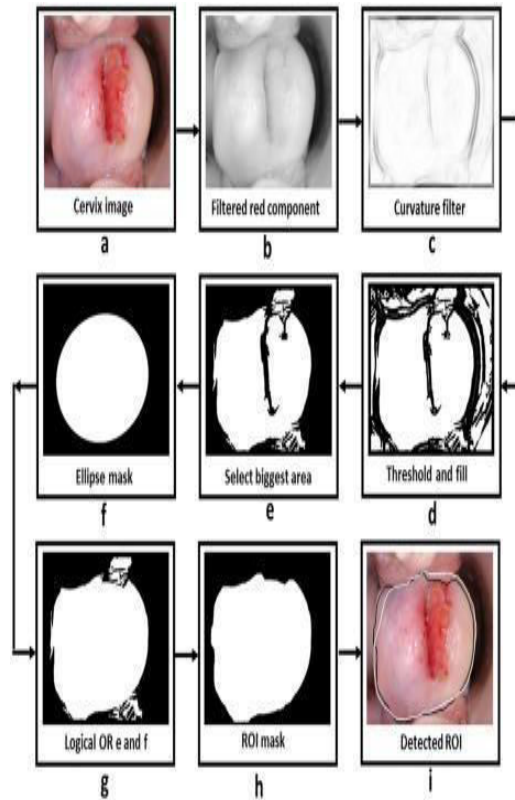 Cervix image
a
Filtered red component
b
Curvature filter
c
Threshold and fill
d
Select biggest area
e
Ellipse mask
f
Logical OR e and f
g
ROI mask
h
Detected ROI
i